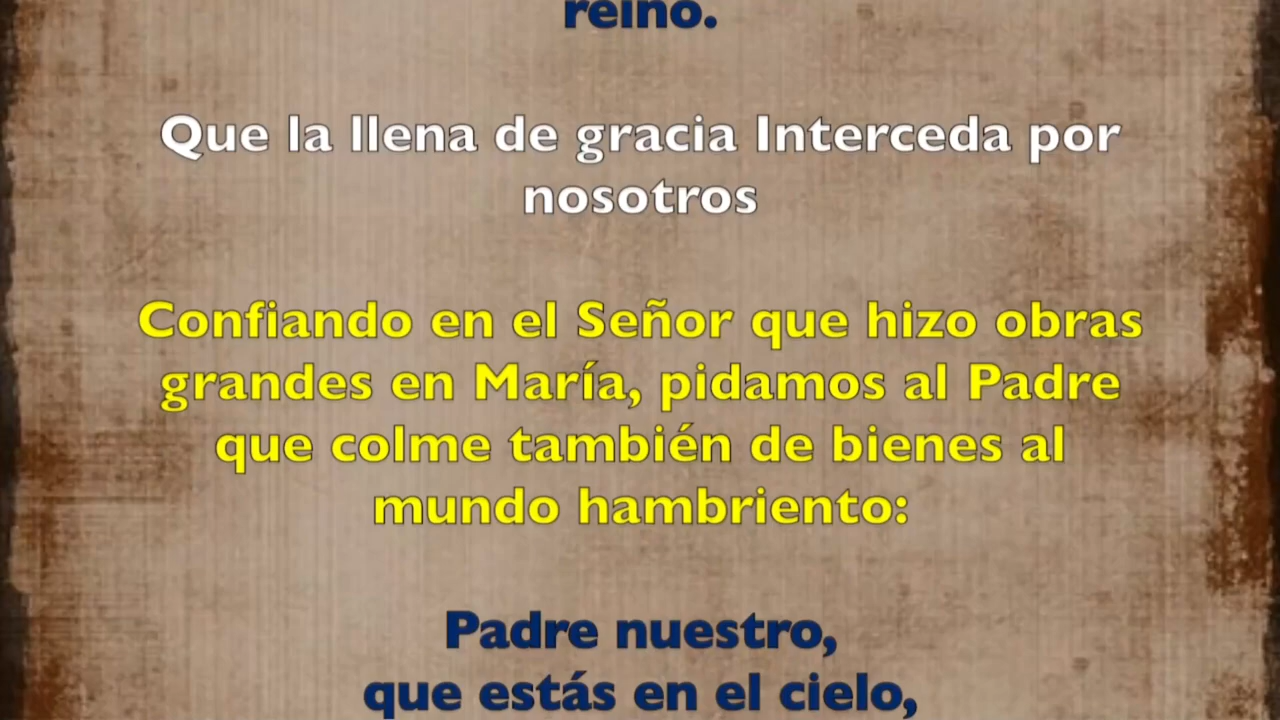 reino.
Que la llena de gracia Interceda por
nosotros
Confiando en el Señor que hizo obras
grandes en María, pidamos al Padre
que colme también de bienes al
mundo hambriento:
Padre nuestro,
que estás en el cielo,